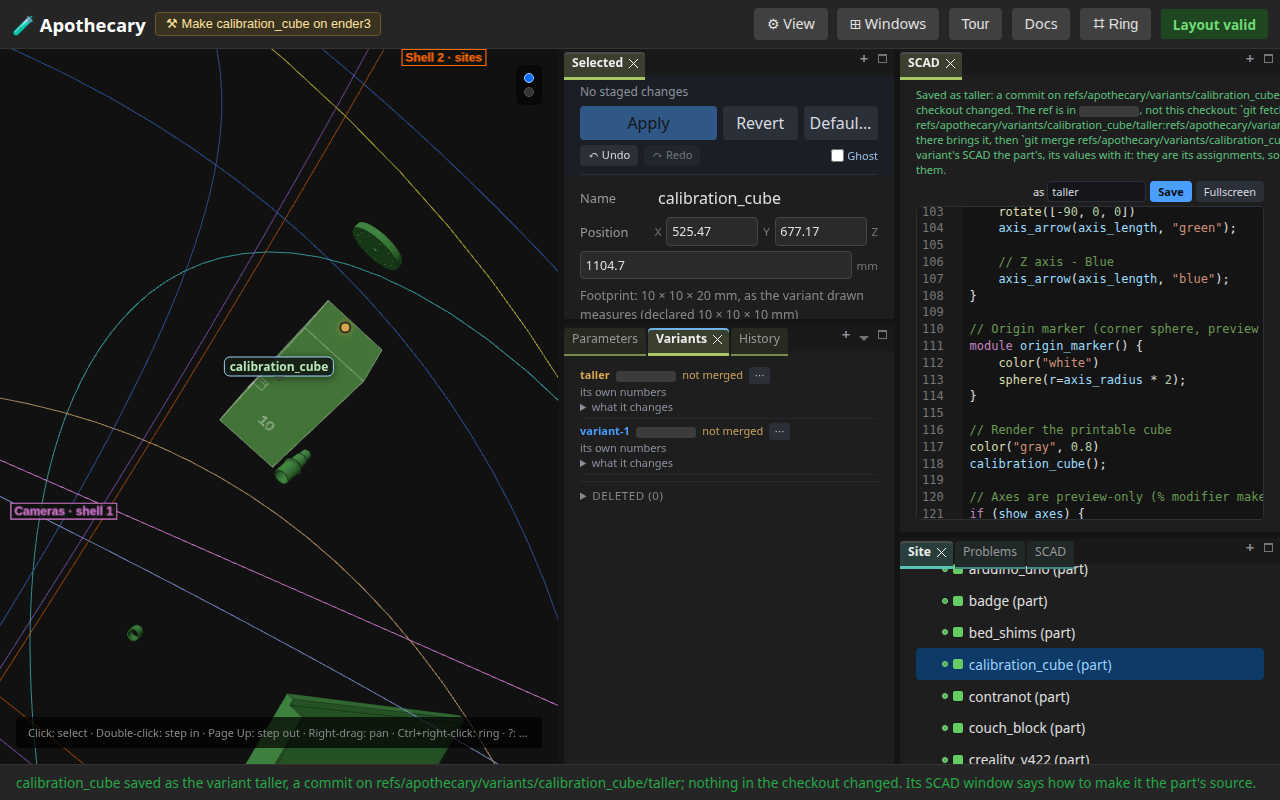 🧪 Apothecary
⚒ Make calibration_cube on ender3
⚙ View
⊞ Windows
Tour
Docs
⌗ Ring
Layout valid
Shell 2 · sites
calibration_cube
10
Cameras · shell 1
Click: select · Double-click: step in · Page Up: step out · Right-drag: pan · Ctrl+right-click: ring · ?: ...
Selected
No staged changes
Apply
Revert
Defaul...
↶ Undo
↷ Redo
Ghost
Name calibration_cube
Position X 525.47 Y 677.17 Z
1104.7 mm
Footprint: 10 × 10 × 20 mm, as the variant drawn
measures (declared 10 × 10 × 10 mm)
Parameters
Variants
History
taller not merged ...
its own numbers
▶ what it changes
variant-1 not merged ...
its own numbers
▶ what it changes
▶ DELETED (0)
SCAD
Saved as taller: a commit on refs/apothecary/variants/calibration_cube
checkout changed. The ref is in , not this checkout: `git fetc
refs/apothecary/variants/calibration_cube/taller:refs/apothecary/varian
there brings it, then `git merge refs/apothecary/variants/calibration_cu
variant's SCAD the part's, its values with it: they are its assignments, so
them.
as taller Save Fullscreen
103 rotate([-90, 0, 0])
104 axis_arrow(axis_length, "green");
105
106 // Z axis - Blue
107 axis_arrow(axis_length, "blue");
108 }
109
110 // Origin marker (corner sphere, preview
111 module origin_marker() {
112 color("white")
113 sphere(r=axis_radius * 2);
114 }
115
116 // Render the printable cube
117 color("gray", 0.8)
118 calibration_cube();
119
120 // Axes are preview-only (% modifier make
121 if (show_axes) {
Site
Problems
SCAD
arduino_uno (part)
badge (part)
bed_shims (part)
calibration_cube (part)
contranot (part)
couch_block (part)
creality_v422 (part)
calibration_cube saved as the variant taller, a commit on refs/apothecary/variants/calibration_cube/taller; nothing in the checkout changed. Its SCAD window says how to make it the part's source.